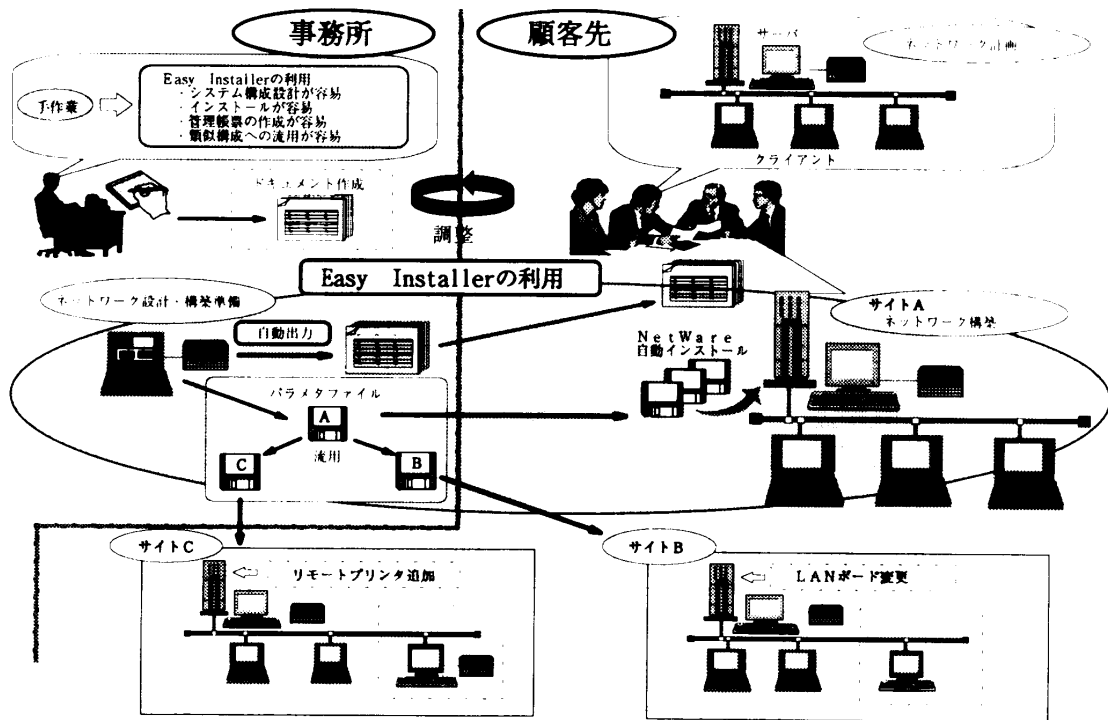 事務所
顧客先
サーバ
ネットワーク計画
クライアント
手作業
Easy Installerの利用
・システム構成設計が容易
・インストールが容易
・管理帳票の作成が容易
・類似構成への流用が容易
ドキュメント作成
調整
Easy Installerの利用
ネットワーク設計・構築準備
自動出力
サイトA
ネットワーク構築
NetWare
自動インストール
パラメタファイル
A
流用
C
B
サイトC
リモートプリンタ追加
サイトB
LANボード変更